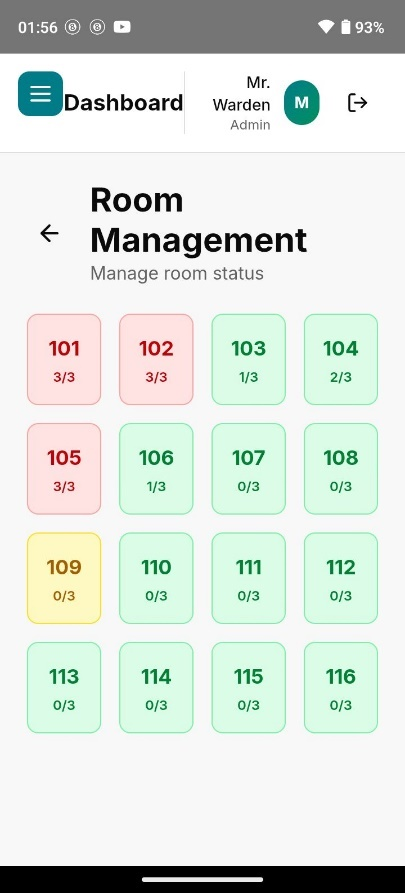 01:56 93%
Dashboard
Mr.
Warden
Admin
M
Room
Management
Manage room status
101 102 103 104
3/3 3/3 1/3 2/3
105 106 107 108
3/3 1/3 0/3 0/3
109 110 111 112
0/3 0/3 0/3 0/3
113 114 115 116
0/3 0/3 0/3 0/3